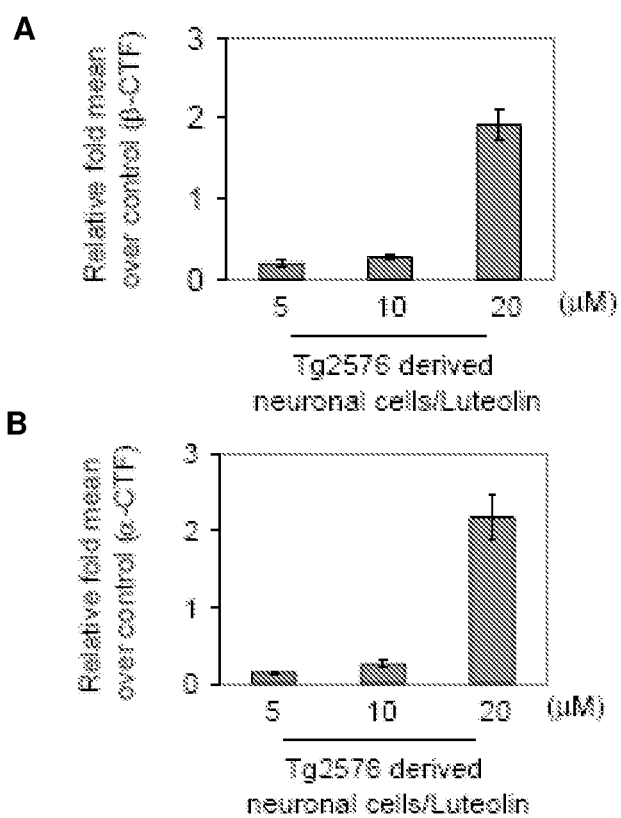 A
Relative fold mean
over control (β-CTF)
3
2
1
0
5 10 20 (μM)
Tg2576 derived
neuronal cells/Luteolin
B
Relative fold mean
over control (α-CTF)
3
2
1
0
5 10 20 (μM)
Tg2576 derived
neuronal cells/Luteolin